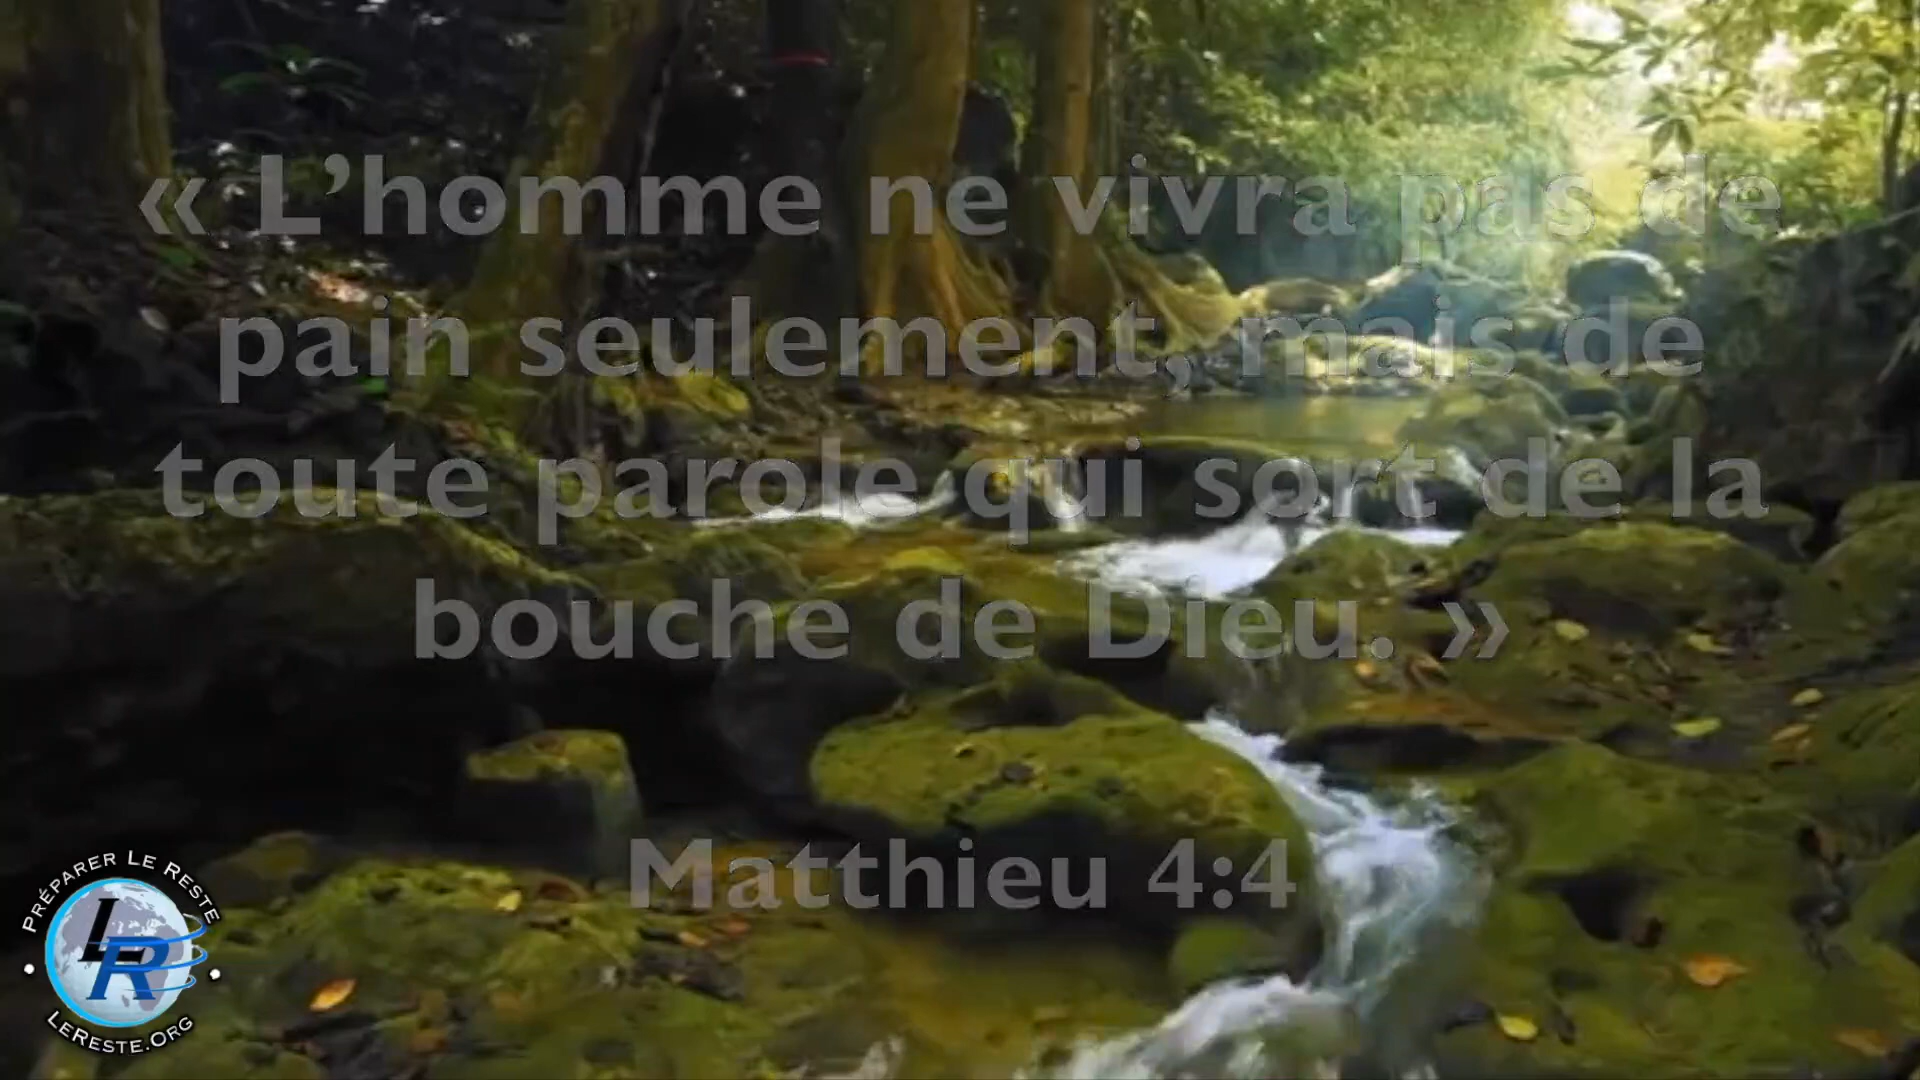 « L’homme ne vivra pas de
pain seulement, mais de
toute parole qui sort de la
bouche de Dieu. »
Matthieu 4:4
PRÉPARER LE RESTE
LR
LERESTE.ORG